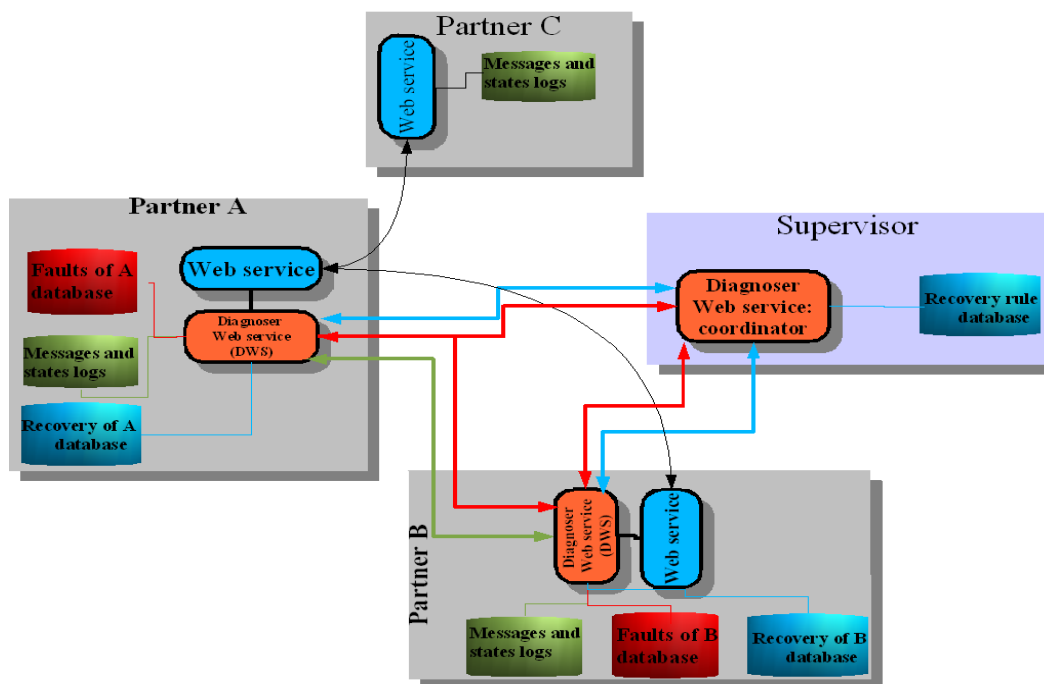 Partner C
Web service
Messages and
states logs
Partner A
Faults of A
database
Web service
Diagnoser
Web service
(DWS)
Messages and
states logs
Recovery of A
database
Supervisor
Diagnoser
Web service:
coordinator
Recovery rule
database
Partner B
Diagnoser
Web service
(DWS)
Web service
Messages and
states logs
Faults of B
database
Recovery of B
database